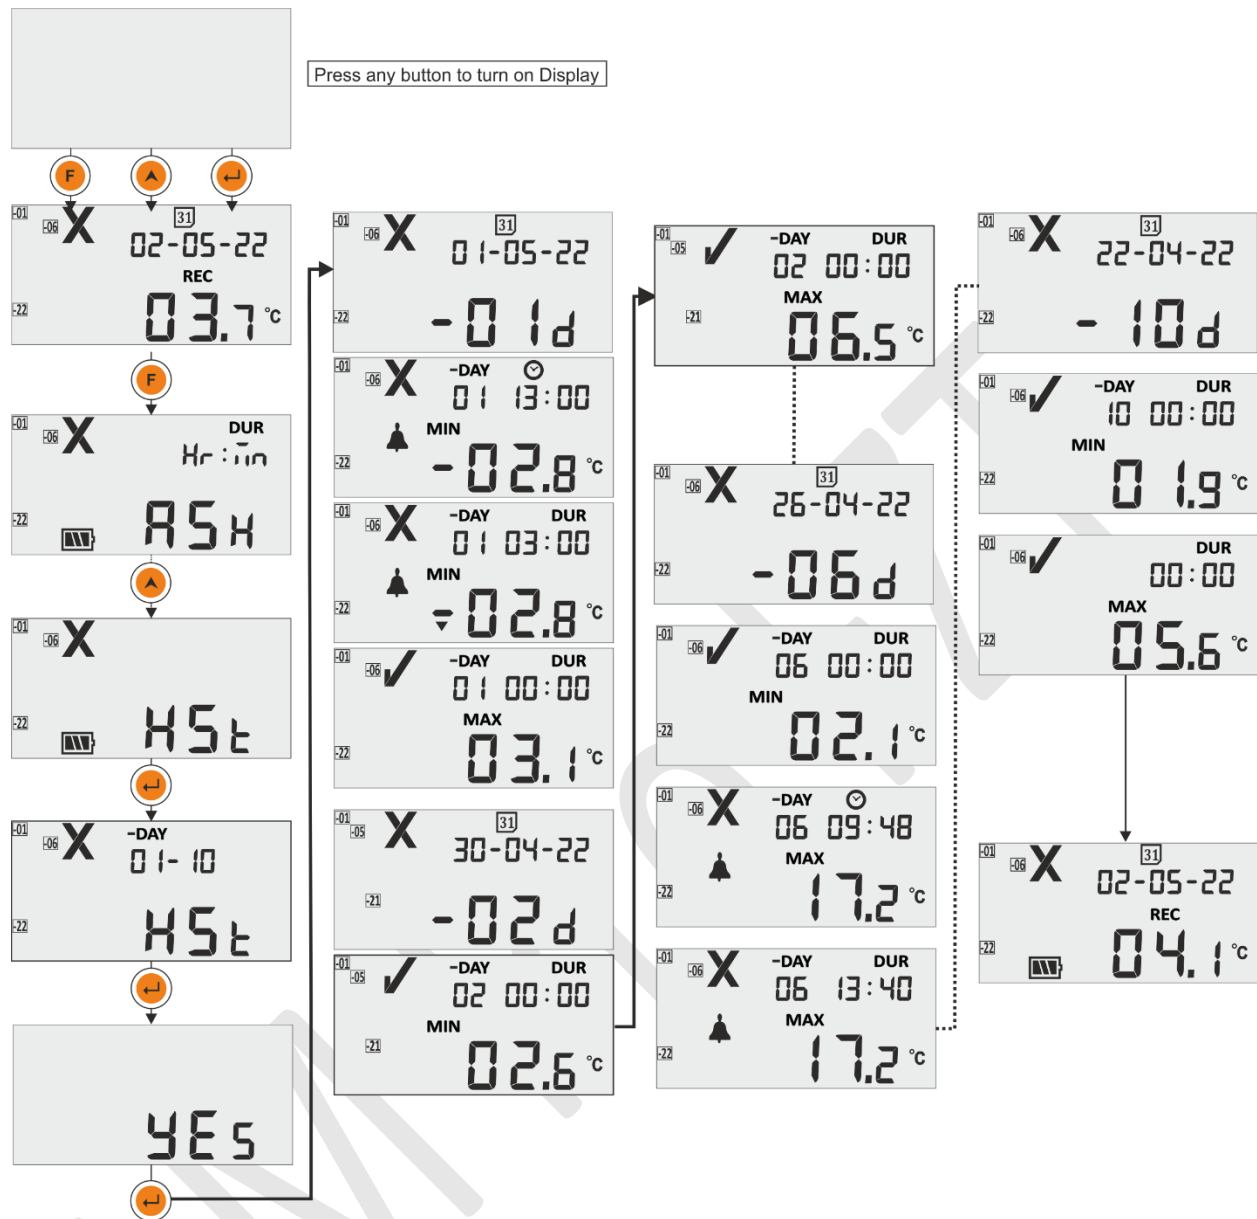 Press any button to turn on Display
F
-01
-06
X
31
02-05-22
REC
-22
03.7 °C
F
-01
-06
X
DUR
Hr:mn
-22
ASK
-01
-06
X
-22
HSt
-01
-06
X
-DAY
01-10
-22
HSt
YES
-01
-06
X
31
01-05-22
-22
-01d
-01
-06
X
-DAY
01 13:00
MIN
-22
-02.8 °C
-01
-06
X
-DAY DUR
01 03:00
MIN
-22
-02.8 °C
-01
-06
-DAY DUR
01 00:00
MAX
-22
03.1 °C
-01
-05
X
31
30-04-22
-21
-02d
-01
-05
-DAY DUR
02 00:00
MIN
-21
02.6 °C
-01
-05
-DAY DUR
02 00:00
MAX
-21
06.5 °C
-01
-06
X
31
26-04-22
-22
-06d
-01
-06
-DAY DUR
06 00:00
MIN
-22
02.1 °C
-01
-06
X
-DAY
06 09:48
MAX
-22
17.2 °C
-01
-06
X
-DAY DUR
06 13:40
MAX
-22
17.2 °C
-01
-06
X
31
22-04-22
-22
-10d
-01
-06
-DAY DUR
10 00:00
MIN
-22
01.9 °C
-01
-06
DUR
00:00
MAX
-22
05.6 °C
-01
-06
X
31
02-05-22
REC
-22
04.1 °C